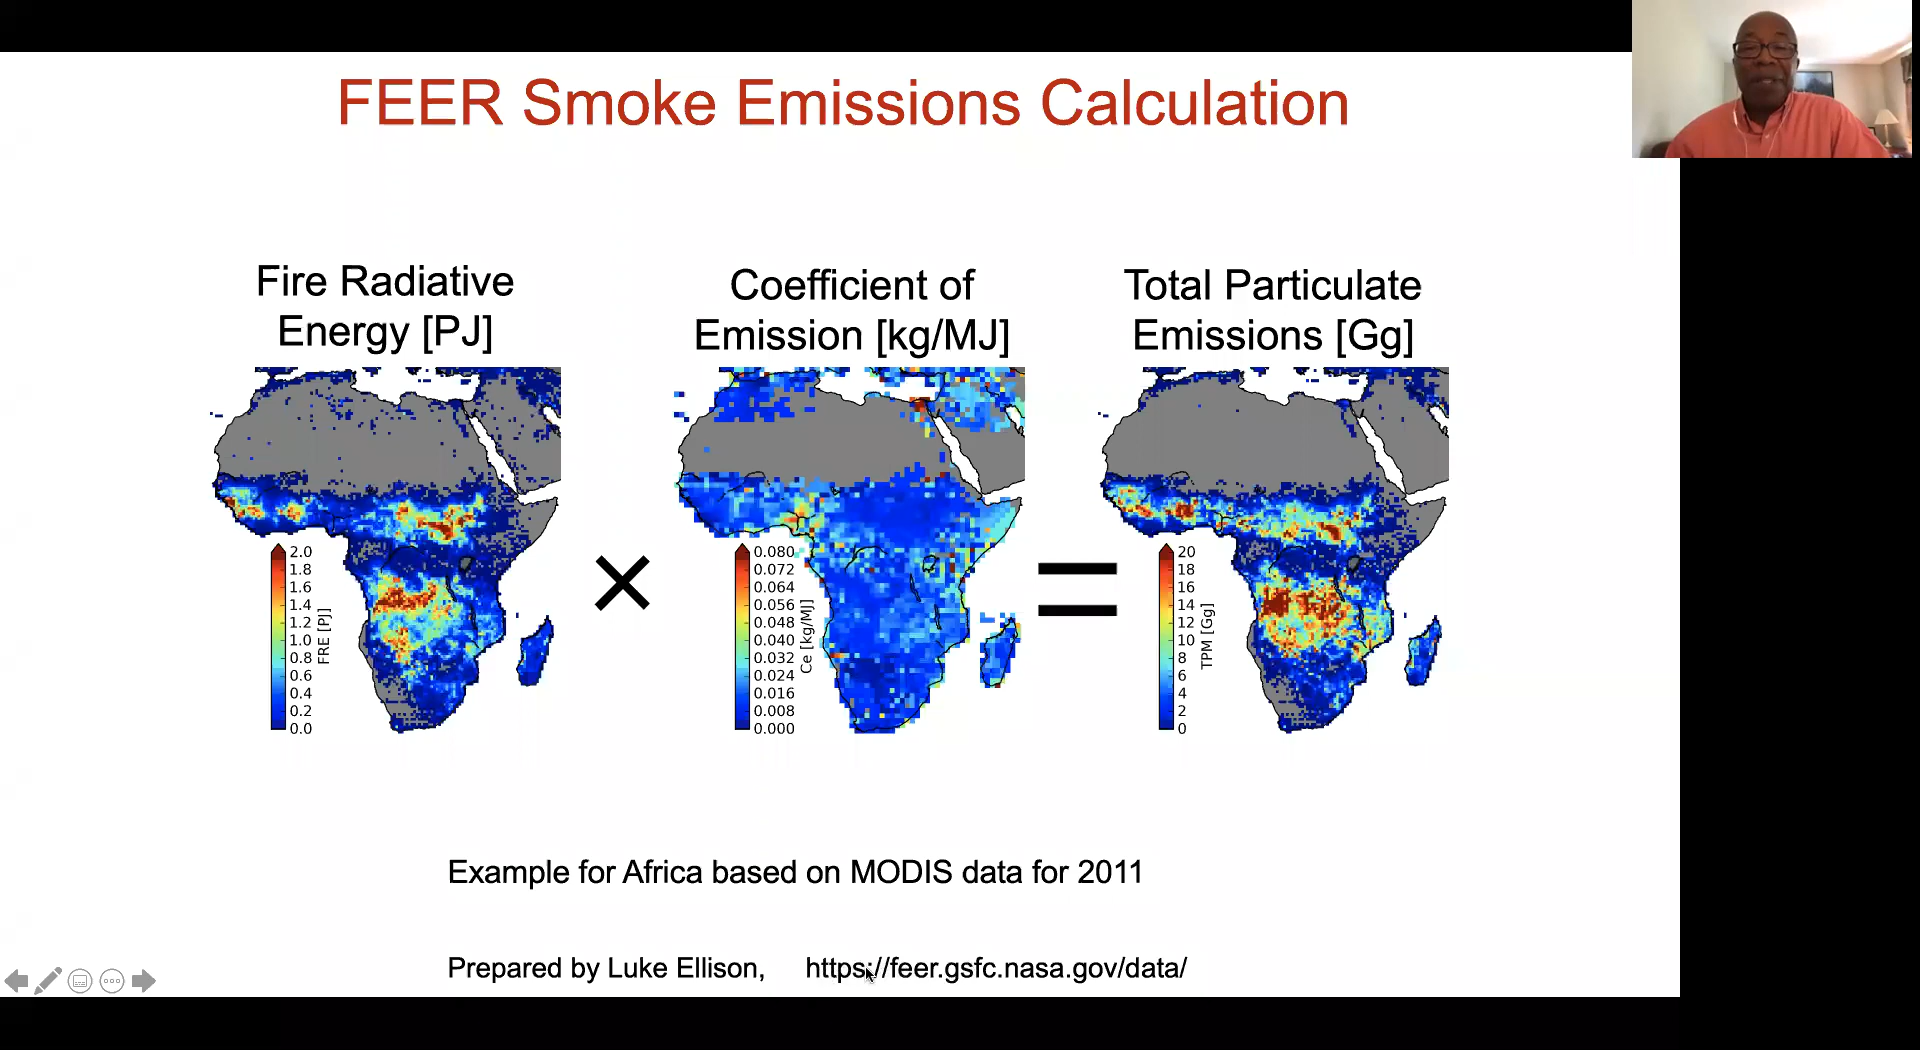 FEER Smoke Emissions Calculation
Fire Radiative
Energy [PJ]
Coefficient of
Emission [kg/MJ]
Total Particulate
Emissions [Gg]
2.0
1.8
1.6
1.4
1.2
1.0
0.8
0.6
0.4
0.2
0.0
FRE [PJ]
×
0.080
0.072
0.064
0.056
0.048
0.040
0.032
0.024
0.016
0.008
0.000
Ce [kg/MJ]
=
20
18
16
14
12
10
8
6
4
2
0
TPM [Gg]
Example for Africa based on MODIS data for 2011
Prepared by Luke Ellison, https://feer.gsfc.nasa.gov/data/